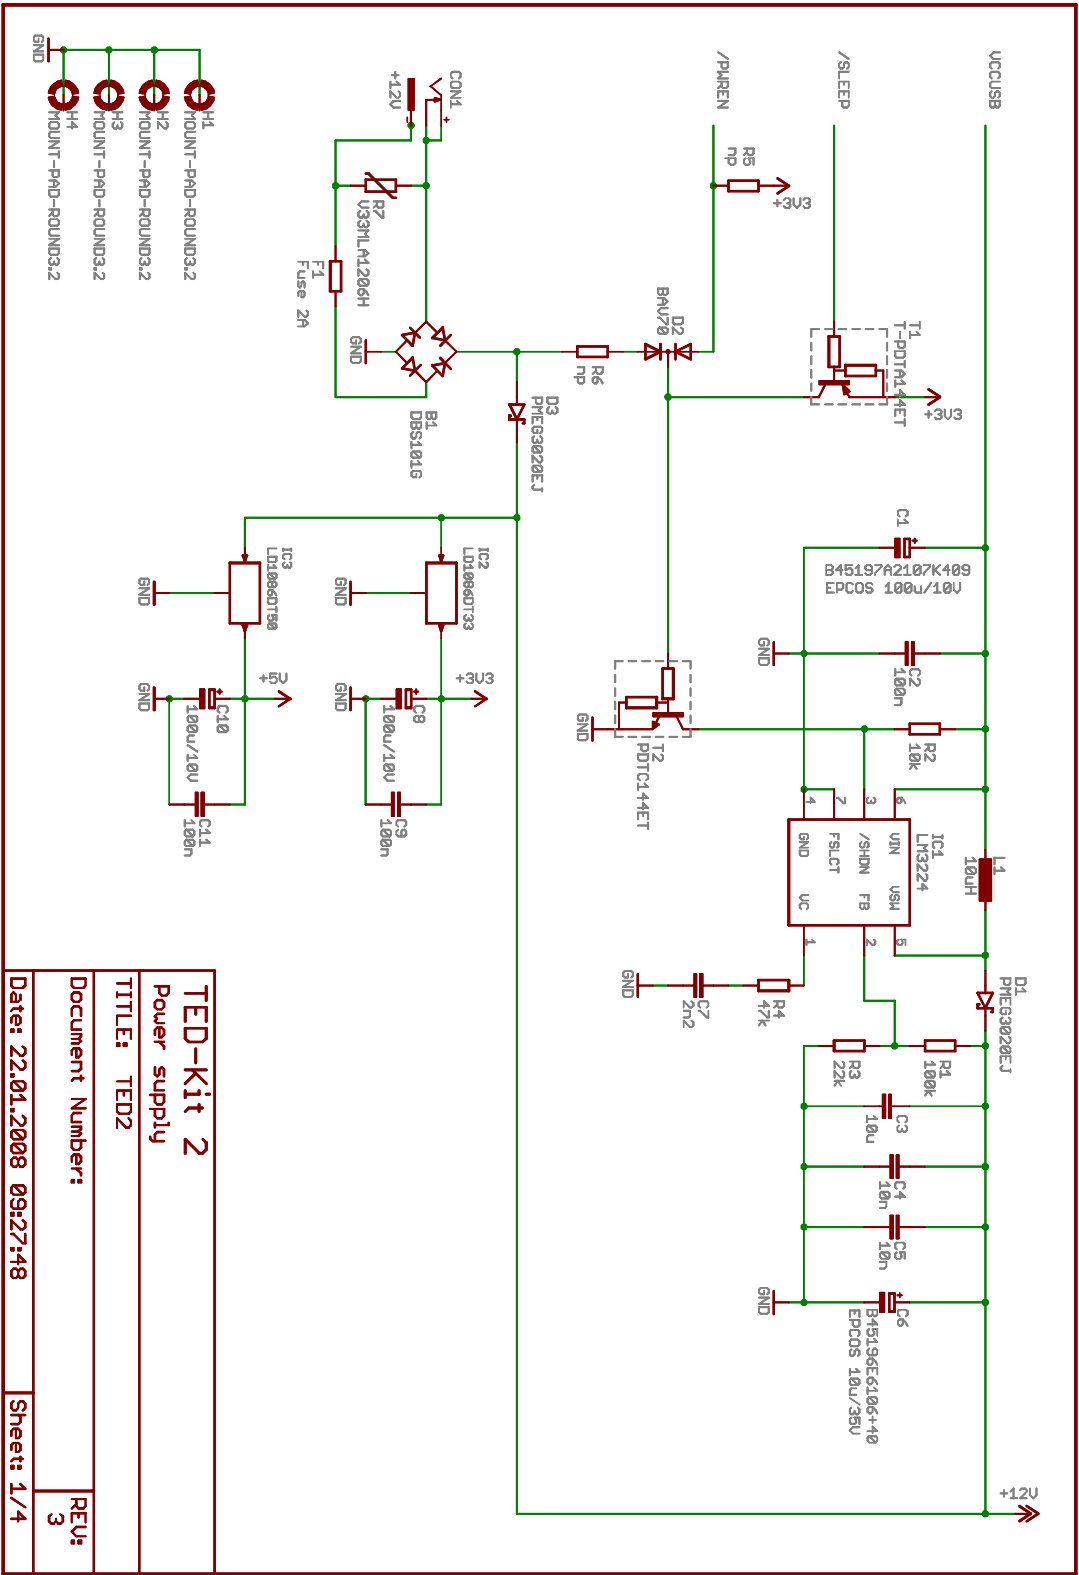 VCCUSB
/SLEEP
/PWREN
CON1
+12V
GND
H1
MOUNT-PAD-ROUND3.2
H2
MOUNT-PAD-ROUND3.2
H3
MOUNT-PAD-ROUND3.2
H4
MOUNT-PAD-ROUND3.2
R5
np
+3V3
R7
V33MLA1206H
F1
Fuse 2A
GND
B1
DBS101G
D2
BAV70
R6
np
T1
T-PDTA144ET
+3V3
D3
PMEG3020EJ
C1
B45197A2107K409
EPCOS 100u/10V
C2
100n
GND
R2
10k
T2
PDTC144ET
GND
IC2
LD1086DT33
GND
IC3
LD1086DT50
GND
+3V3
C8
100u/10V
GND
C9
100n
+5V
C10
100u/10V
GND
C11
100n
L1
10uH
IC1
LM3224
6
3
7
4
VIN
/SHDN
FSLCT
GND
VSW
FB
VC
5
2
1
D1
PMEG3020EJ
R4
47k
C7
2n2
GND
R1
100k
R3
22k
C3
10u
C4
10n
C5
10n
C6
B45196E6106+40
EPCOS 10u/35V
GND
+12V
TED-Kit 2
Power supply
TITLE: TED2
Document Number:
REV:
3
Date: 22.01.2008 09:27:48
Sheet: 1/4